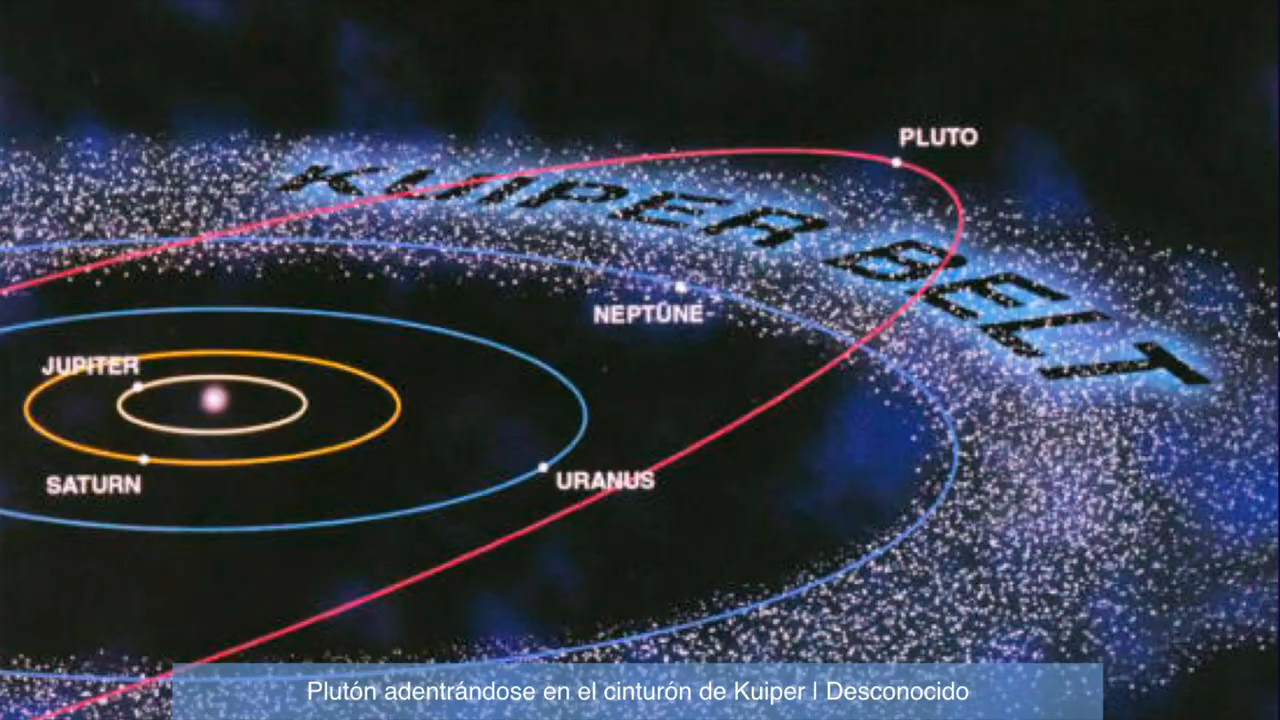 PLUTO
KUIPER BELT
NEPTUNE
JUPITER
SATURN
URANUS
Plutón adentrándose en el cinturón de Kuiper | Desconocido